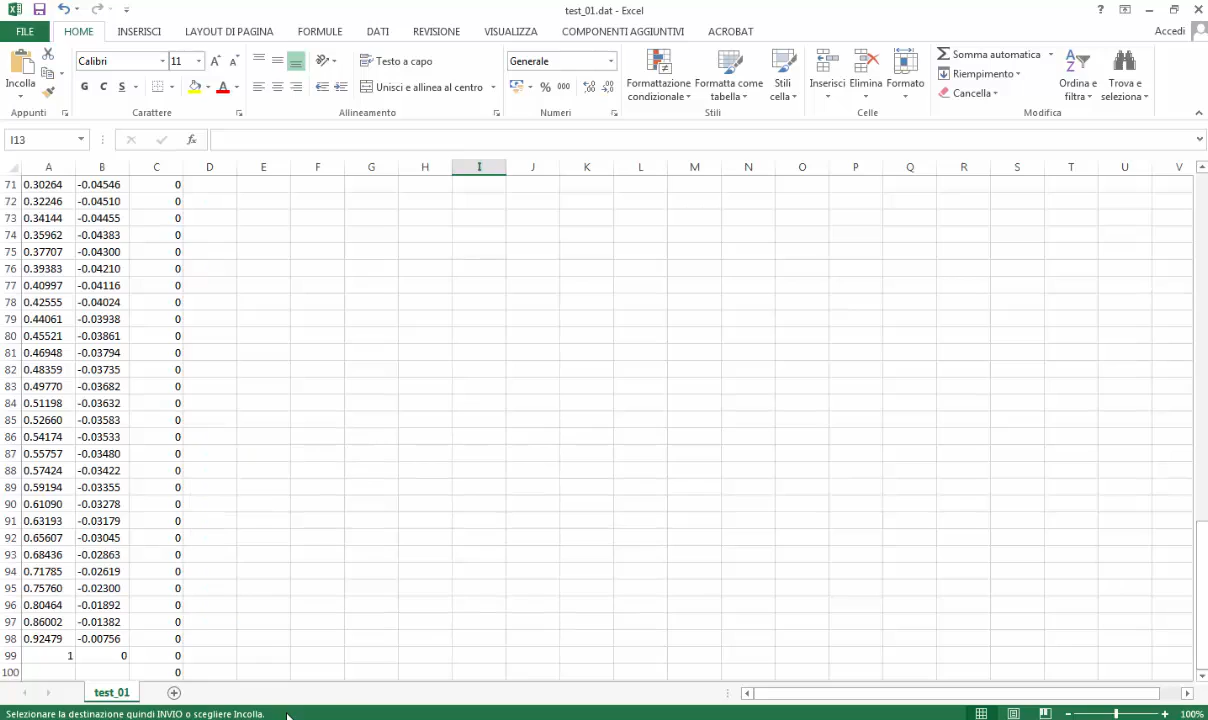 test_01.dat - Excel
FILE HOME INSERISCI LAYOUT DI PAGINA FORMULE DATI REVISIONE VISUALIZZA COMPONENTI AGGIUNTIVI ACROBAT Accedi
Incolla
Calibri 11
G C S
Testo a capo
Unisci e allinea al centro
Generale
% 000
Formattazione condizionale
Formatta come tabella
Stili cella
Inserisci Elimina Formato
Somma automatica
Riempimento
Cancella
Ordina e filtra
Trova e seleziona
Appunti Carattere Allineamento Numeri Stili Celle Modifica
I13 fx
A B C D E F G H I J K L M N O P Q R S T U V
71 0.30264 -0.04546 0
72 0.32246 -0.04510 0
73 0.34144 -0.04455 0
74 0.35962 -0.04383 0
75 0.37707 -0.04300 0
76 0.39383 -0.04210 0
77 0.40997 -0.04116 0
78 0.42555 -0.04024 0
79 0.44061 -0.03938 0
80 0.45521 -0.03861 0
81 0.46948 -0.03794 0
82 0.48359 -0.03735 0
83 0.49770 -0.03682 0
84 0.51198 -0.03632 0
85 0.52660 -0.03583 0
86 0.54174 -0.03533 0
87 0.55757 -0.03480 0
88 0.57424 -0.03422 0
89 0.59194 -0.03355 0
90 0.61090 -0.03278 0
91 0.63193 -0.03179 0
92 0.65607 -0.03045 0
93 0.68436 -0.02863 0
94 0.71785 -0.02619 0
95 0.75760 -0.02300 0
96 0.80464 -0.01892 0
97 0.86002 -0.01382 0
98 0.92479 -0.00756 0
99 1 0 0
100 0
test_01
Selezionare la destinazione quindi INVIO o scegliere Incolla. 100%